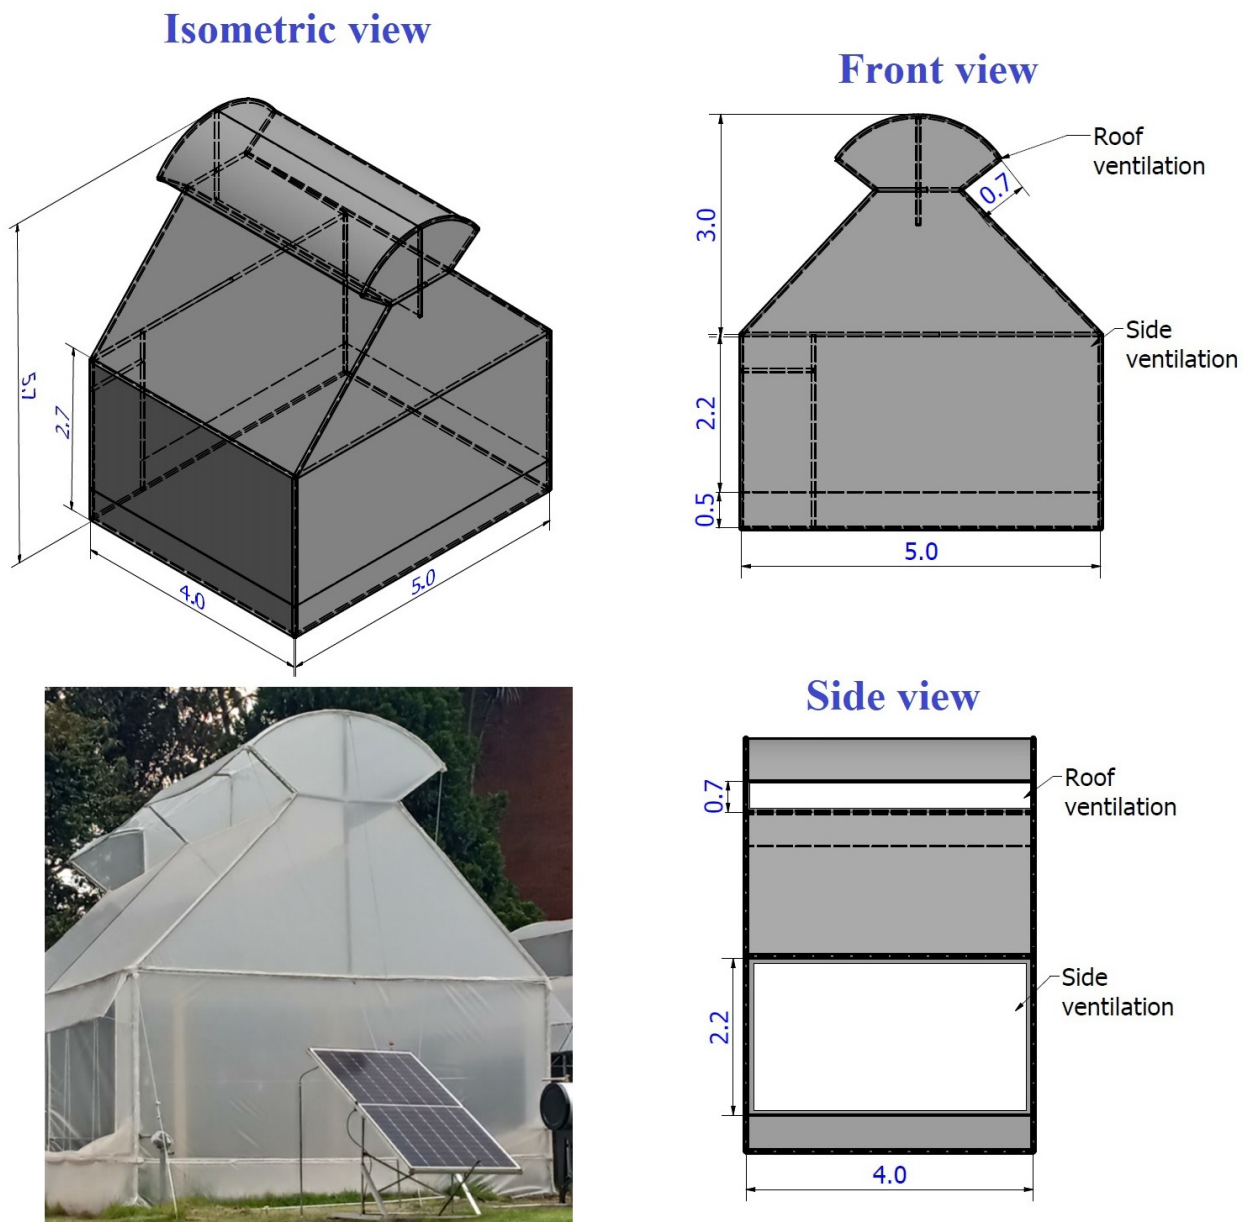 Isometric view
Front view
Roof
ventilation
0.7
3.0
Side
ventilation
5.7
2.7
2.2
0.5
5.0
4.0
5.0
Side view
Roof
ventilation
0.7
Side
ventilation
2.2
4.0